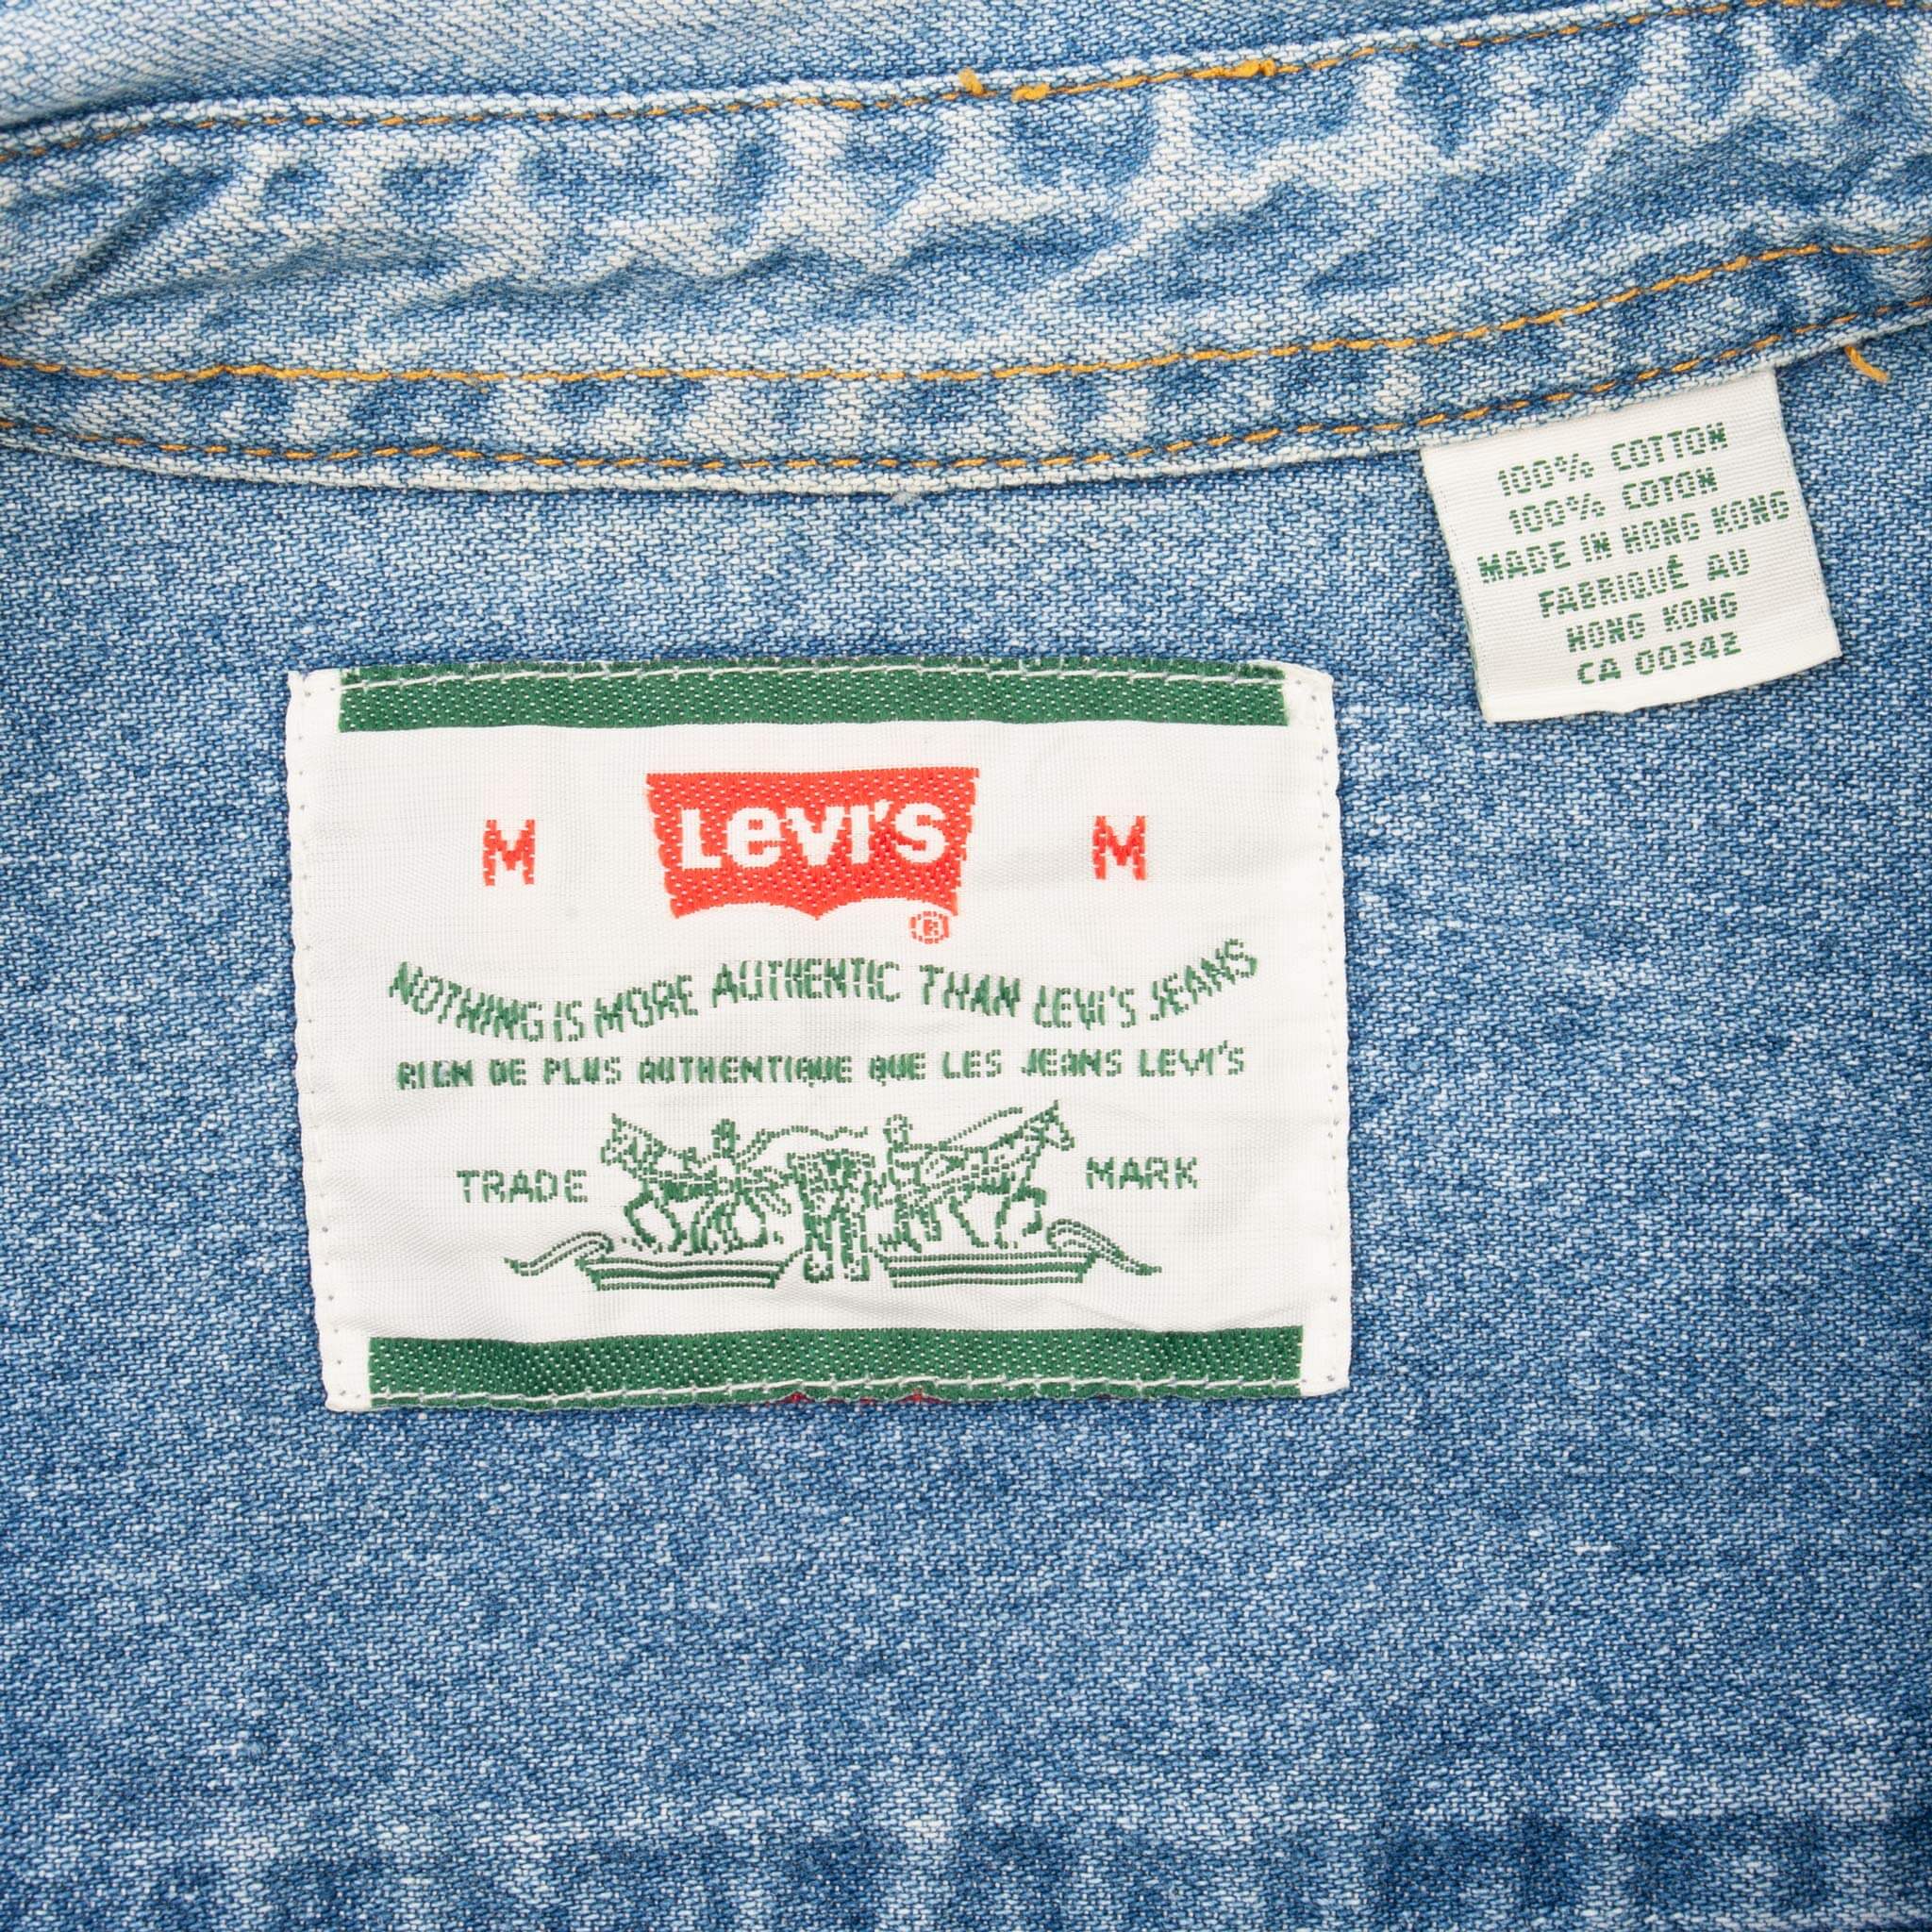 100% COTTON
100% COTON
MADE IN HONG KONG
FABRIQUÉ AU
HONG KONG
CA 00342
M LEVI'S M
®
NOTHING IS MORE AUTHENTIC THAN LEVI'S JEANS
RIEN DE PLUS AUTHENTIQUE QUE LES JEANS LEVI'S
TRADE MARK